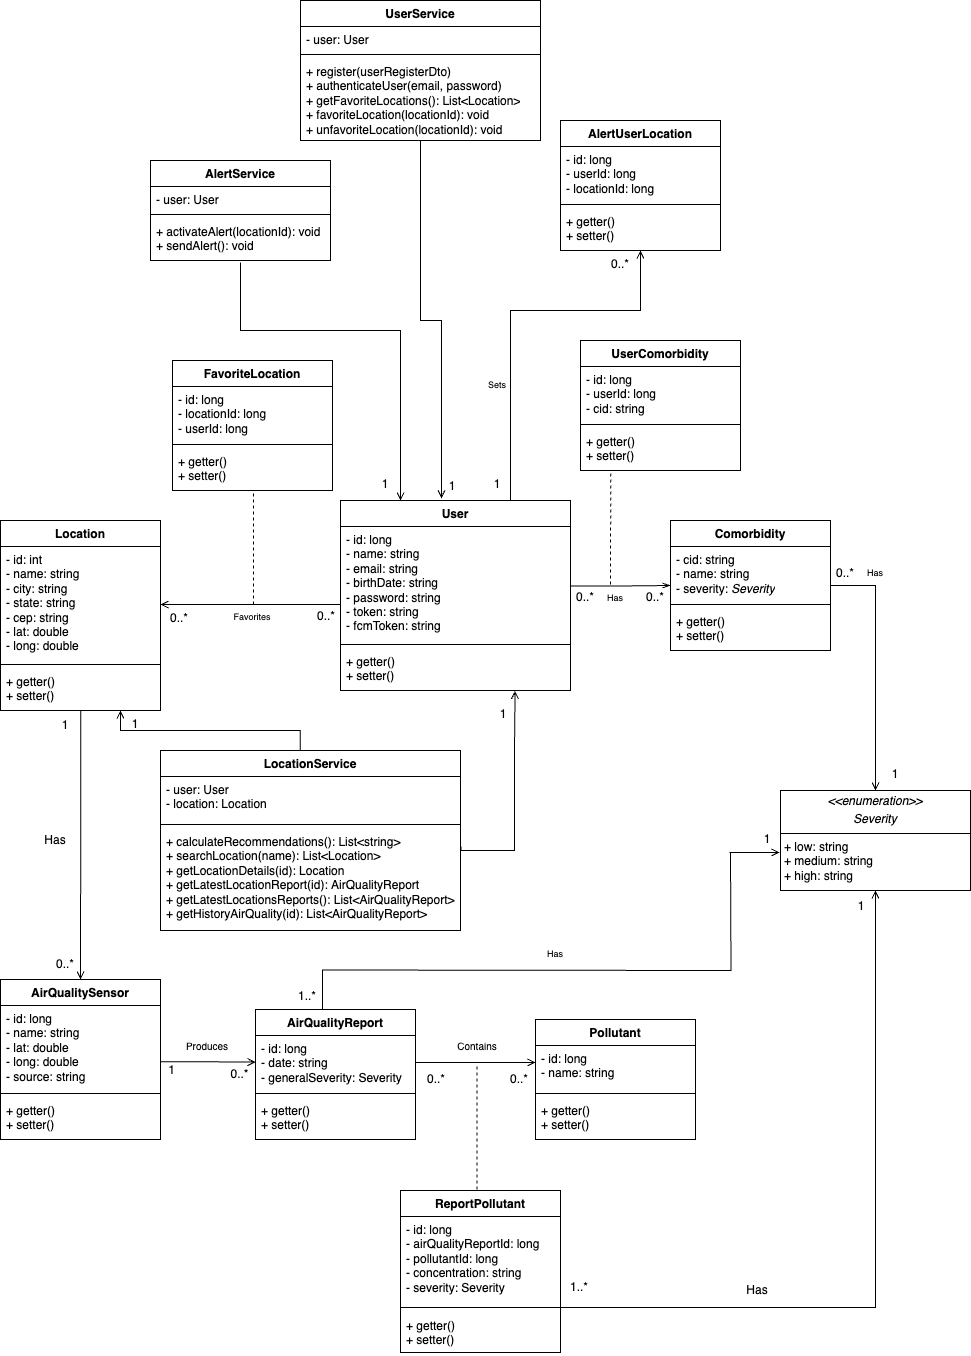 UserService
- user: User
+ register(userRegisterDto)
+ authenticateUser(email, password)
+ getFavoriteLocations(): List<Location>
+ favoriteLocation(locationId): void
+ unfavoriteLocation(locationId): void
AlertUserLocation
- id: long
- userId: long
- locationId: long
+ getter()
+ setter()
0..*
AlertService
- user: User
+ activateAlert(locationId): void
+ sendAlert(): void
FavoriteLocation
- id: long
- locationId: long
- userId: long
+ getter()
+ setter()
Sets
UserComorbidity
- id: long
- userId: long
- cid: string
+ getter()
+ setter()
1
1
1
User
- id: long
- name: string
- email: string
- birthDate: string
- password: string
- token: string
- fcmToken: string
+ getter()
+ setter()
Location
- id: int
- name: string
- city: string
- state: string
- cep: string
- lat: double
- long: double
+ getter()
+ setter()
0..*
Favorites
0..*
0..*
Has
0..*
Comorbidity
- cid: string
- name: string
- severity: Severity
+ getter()
+ setter()
0..*
Has
1
1
1
1
LocationService
- user: User
- location: Location
+ calculateRecommendations(): List<string>
+ searchLocation(name): List<Location>
+ getLocationDetails(id): Location
+ getLatestLocationReport(id): AirQualityReport
+ getLatestLocationsReports(): List<AirQualityReport>
+ getHistoryAirQuality(id): List<AirQualityReport>
Has
<<enumeration>>
Severity
+ low: string
+ medium: string
+ high: string
1
1
Has
0..*
1..*
AirQualitySensor
- id: long
- name: string
- lat: double
- long: double
- source: string
+ getter()
+ setter()
Produces
1
0..*
AirQualityReport
- id: long
- date: string
- generalSeverity: Severity
+ getter()
+ setter()
Contains
0..*
0..*
Pollutant
- id: long
- name: string
+ getter()
+ setter()
ReportPollutant
- id: long
- airQualityReportId: long
- pollutantId: long
- concentration: string
- severity: Severity
+ getter()
+ setter()
1..*
Has